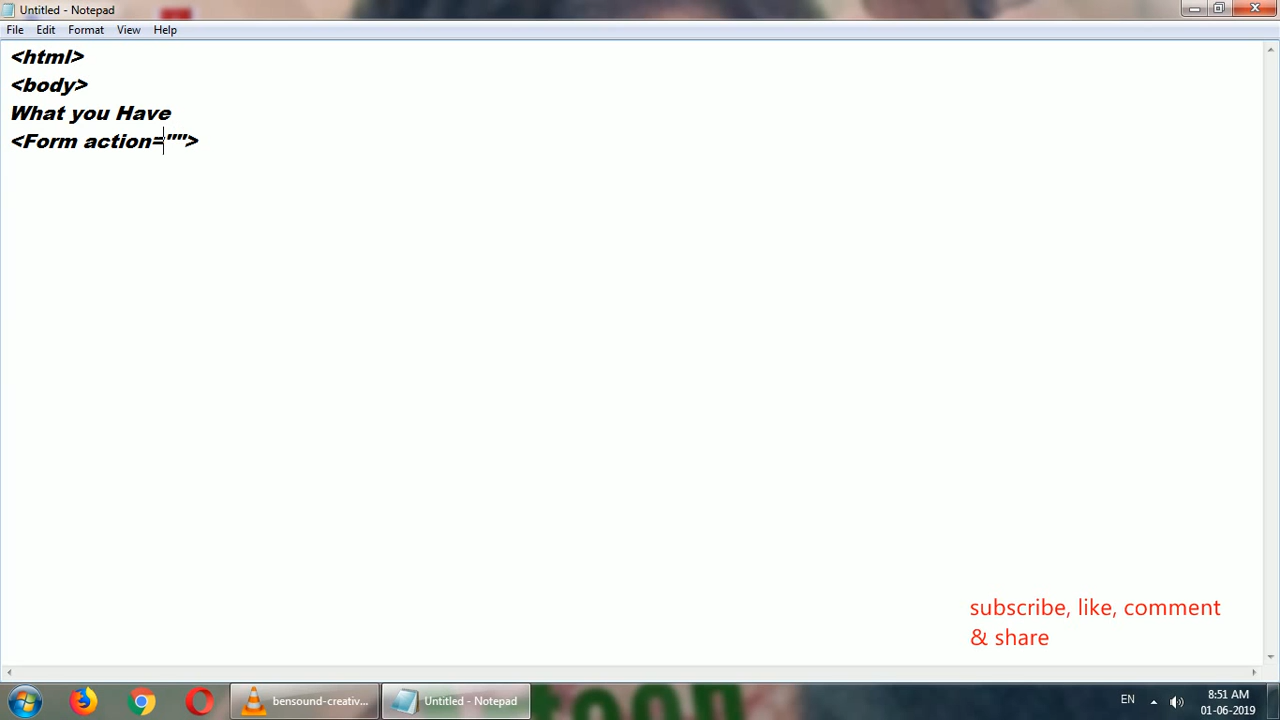 Untitled - Notepad
File Edit Format View Help
<html>
<body>
What you Have
<Form action="">
subscribe, like, comment
& share
bensound-creativ...
Untitled - Notepad
EN
8:51 AM
01-06-2019